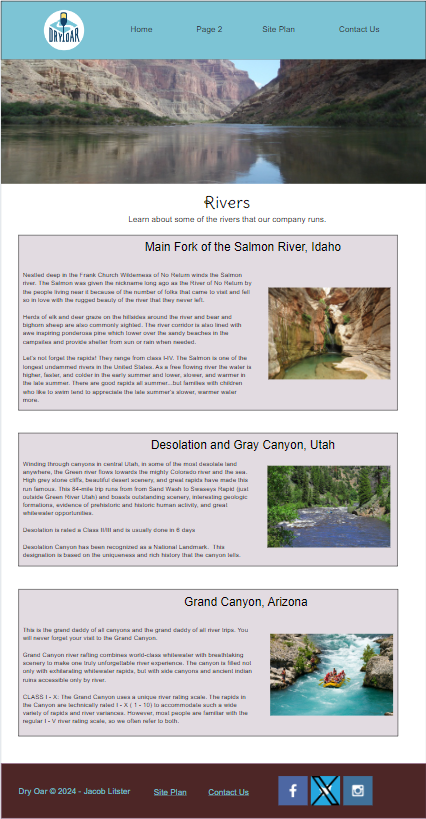 DRY OAR
Home Page 2 Site Plan Contact Us
Rivers
Learn about some of the rivers that our company runs.
Main Fork of the Salmon River, Idaho
Nestled deep in the Frank Church Wilderness of No Return winds the Salmon
river. The Salmon was given the nickname long ago as the River of No Return by
the people living near it because of the number of folks that came to visit and fell
so in love with the rugged beauty of the river that they never left.
Herds of elk and deer graze on the hillsides around the river and bear and
bighorn sheep are also commonly sighted. The river corridor is also lined with
awe inspiring ponderosa pine which tower over the sandy beaches in the
campsites and provide shelter from sun or rain when needed.
Let's not forget the rapids! They range from class I-IV. The Salmon is one of the
longest undammed rivers in the United States. As a free flowing river the water is
higher, faster, and colder in the early summer and lower, slower, and warmer in
the late summer. There are good rapids all summer...but families with children
who like to swim tend to appreciate the late summer's slower, warmer water
more.
Desolation and Gray Canyon, Utah
Winding through canyons in central Utah, in some of the most desolate land
anywhere, the Green river flows towards the mighty Colorado river and the sea.
High grey stone cliffs, beautiful desert scenery, and great rapids have made this
run famous. This 84-mile trip runs from from Sand Wash to Swaseys Rapid (just
outside Green River Utah) and boasts outstanding scenery, interesting geologic
formations, evidence of prehistoric and historic human activity, and great
whitewater opportunities.
Desolation is rated a Class II/III and is usually done in 6 days
Desolation Canyon has been recognized as a National Landmark. This
designation is based on the uniqueness and rich history that the canyon tells.
Grand Canyon, Arizona
This is the grand daddy of all canyons and the grand daddy of all river trips. You
will never forget your visit to the Grand Canyon.
Grand Canyon river rafting combines world-class whitewater with breathtaking
scenery to make one truly unforgettable river experience. The canyon is filled not
only with exhilarating whitewater rapids, but with side canyons and ancient indian
ruins accessible only by river.
CLASS I - X: The Grand Canyon uses a unique river rating scale. The rapids in
the Canyon are technically rated I - X ( 1 - 10) to accommodate such a wide
variety of rapids and river variances. However, most people are familiar with the
regular I - V river rating scale, so we often refer to both.
Dry Oar © 2024 - Jacob Litster Site Plan Contact Us